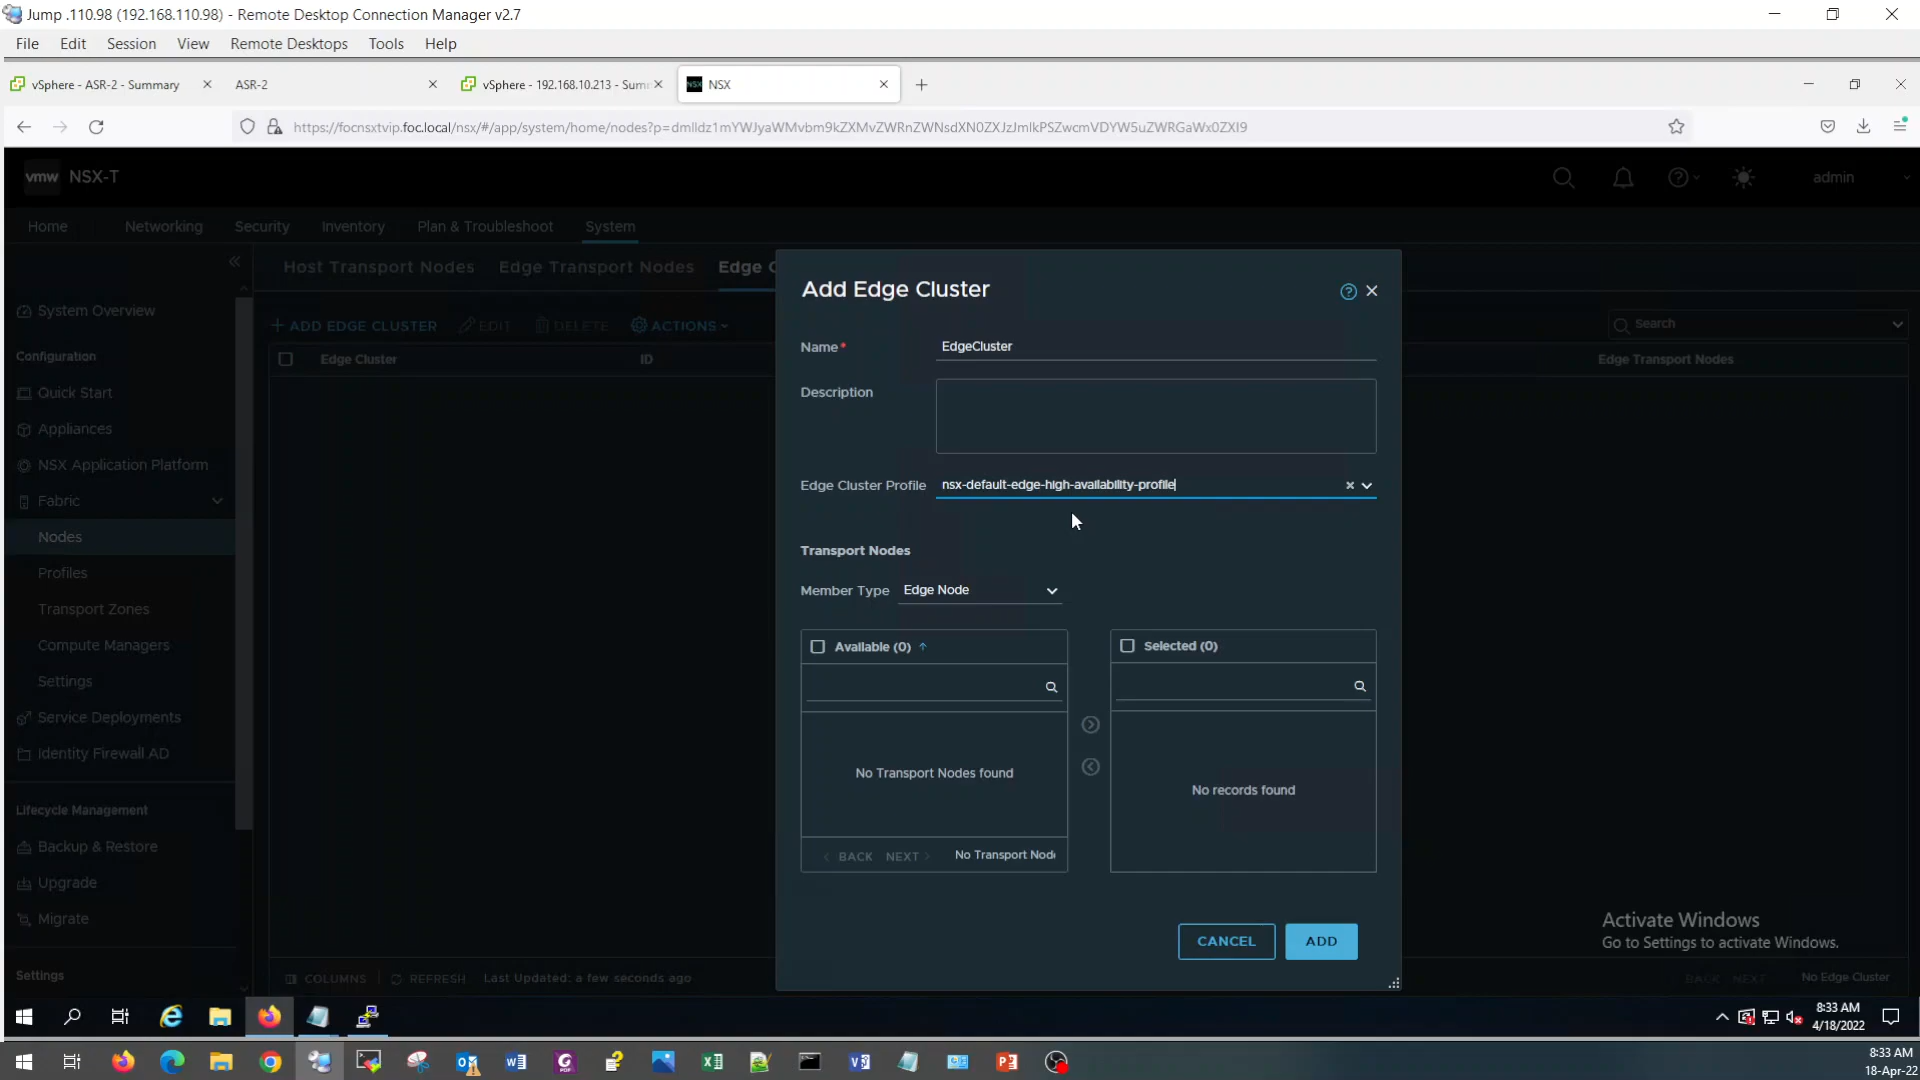 Jump .110.98 (192.168.110.98) - Remote Desktop Connection Manager v2.7
File Edit Session View Remote Desktops Tools Help
vSphere - ASR-2 - Summary
ASR-2
vSphere - 192.168.10.213 - Sum
NSX
https://focnsxtvip.foc.local/nsx/#/app/system/home/nodes?p=dmlldz1mYWJyaWMvbm9kZXMvZWRnZWNsdXN0ZXJzJmlkPSZwcmVDYW5uZWRGaWx0ZXI9
vmw NSX-T
admin
Home Networking Security Inventory Plan & Troubleshoot System
Host Transport Nodes Edge Transport Nodes Edge C
System Overview
Configuration
Quick Start
Appliances
NSX Application Platform
Fabric
Nodes
Profiles
Transport Zones
Compute Managers
Settings
Service Deployments
Identity Firewall AD
Lifecycle Management
Backup & Restore
Upgrade
Migrate
Settings
+ ADD EDGE CLUSTER EDIT DELETE ACTIONS
Search
Edge Cluster ID Edge Transport Nodes
Add Edge Cluster
Name* EdgeCluster
Description
Edge Cluster Profile nsx-default-edge-high-availability-profile
Transport Nodes
Member Type Edge Node
Available (0) Selected (0)
No Transport Nodes found
No records found
BACK NEXT No Transport Node
CANCEL ADD
COLUMNS REFRESH Last Updated: a few seconds ago
BACK NEXT No Edge Cluster
Activate Windows
Go to Settings to activate Windows.
8:33 AM
4/18/2022
8:33 AM
18-Apr-22